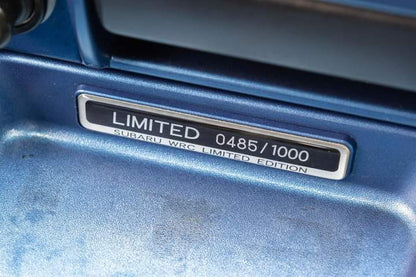 LIMITED 0485/1000
SUBARU WRC LIMITED EDITION